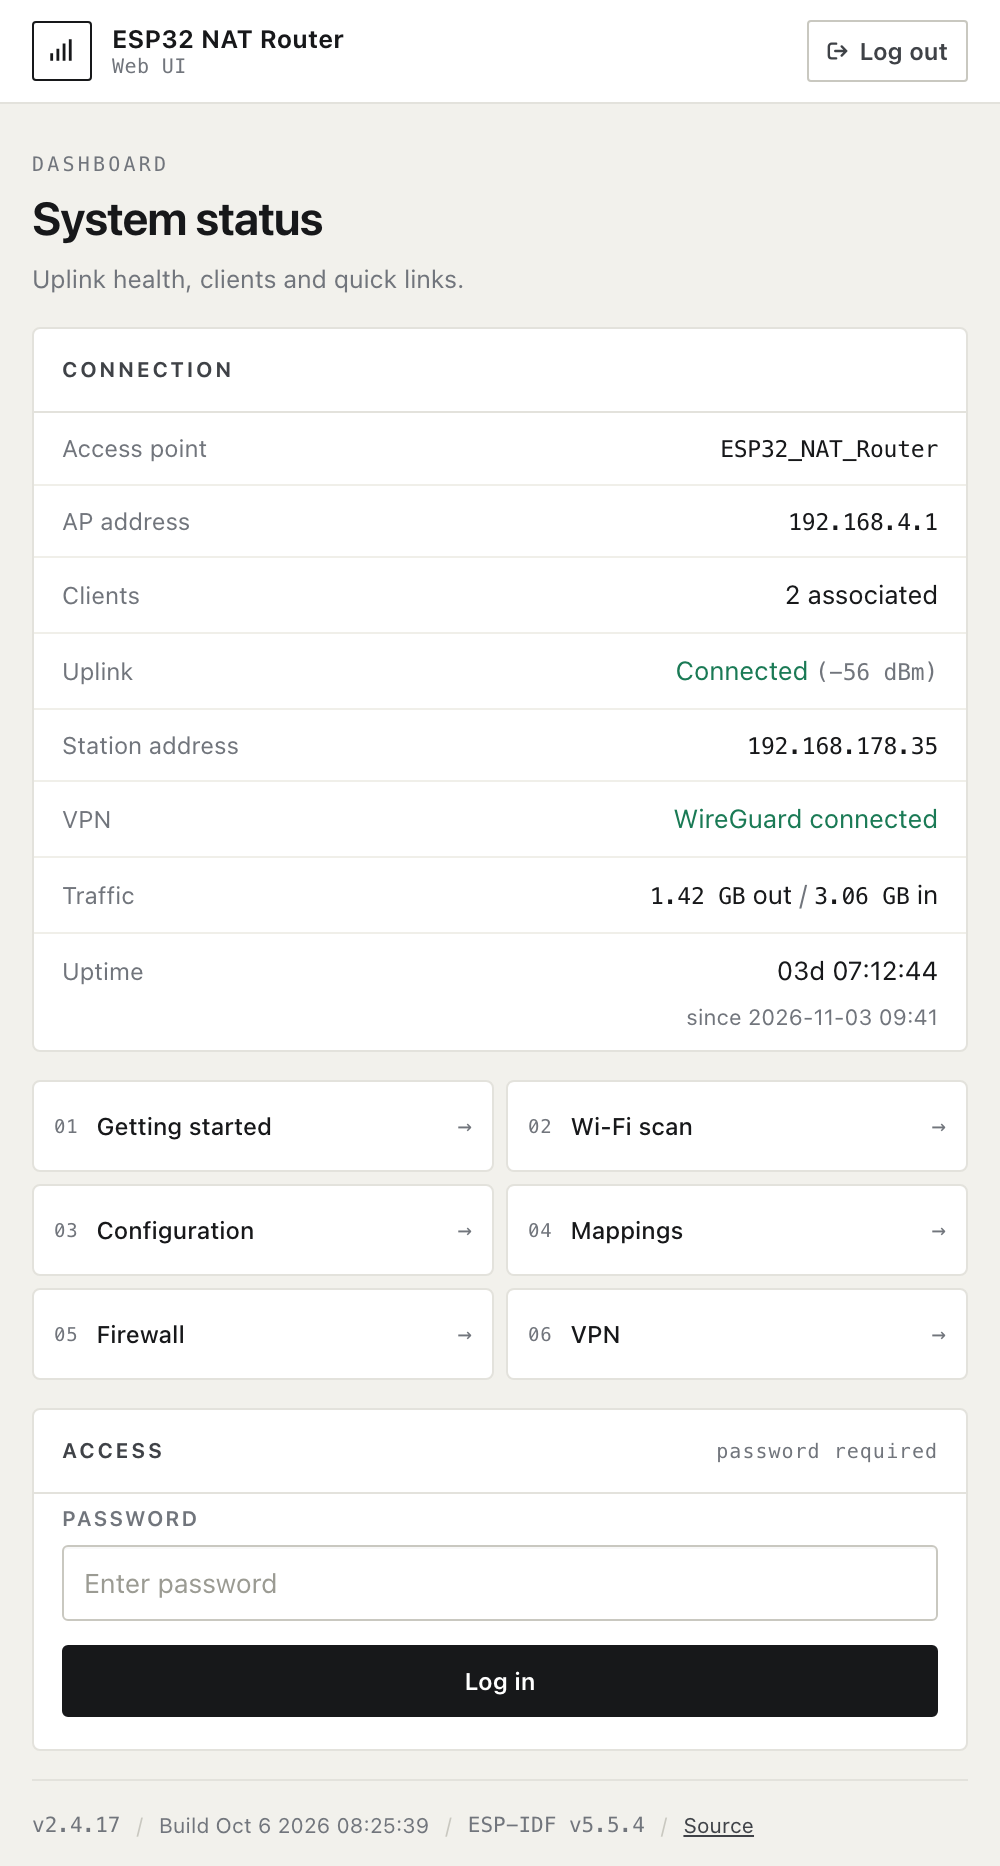 ESP32 NAT Router
Web UI
Log out
DASHBOARD
System status
Uplink health, clients and quick links.
CONNECTION
Access point ESP32_NAT_Router
AP address 192.168.4.1
Clients 2 associated
Uplink Connected (−56 dBm)
Station address 192.168.178.35
VPN WireGuard connected
Traffic 1.42 GB out / 3.06 GB in
Uptime 03d 07:12:44
since 2026-11-03 09:41
01 Getting started →
02 Wi-Fi scan →
03 Configuration →
04 Mappings →
05 Firewall →
06 VPN →
ACCESS password required
PASSWORD
Enter password
Log in
v2.4.17 / Build Oct 6 2026 08:25:39 / ESP-IDF v5.5.4 / Source